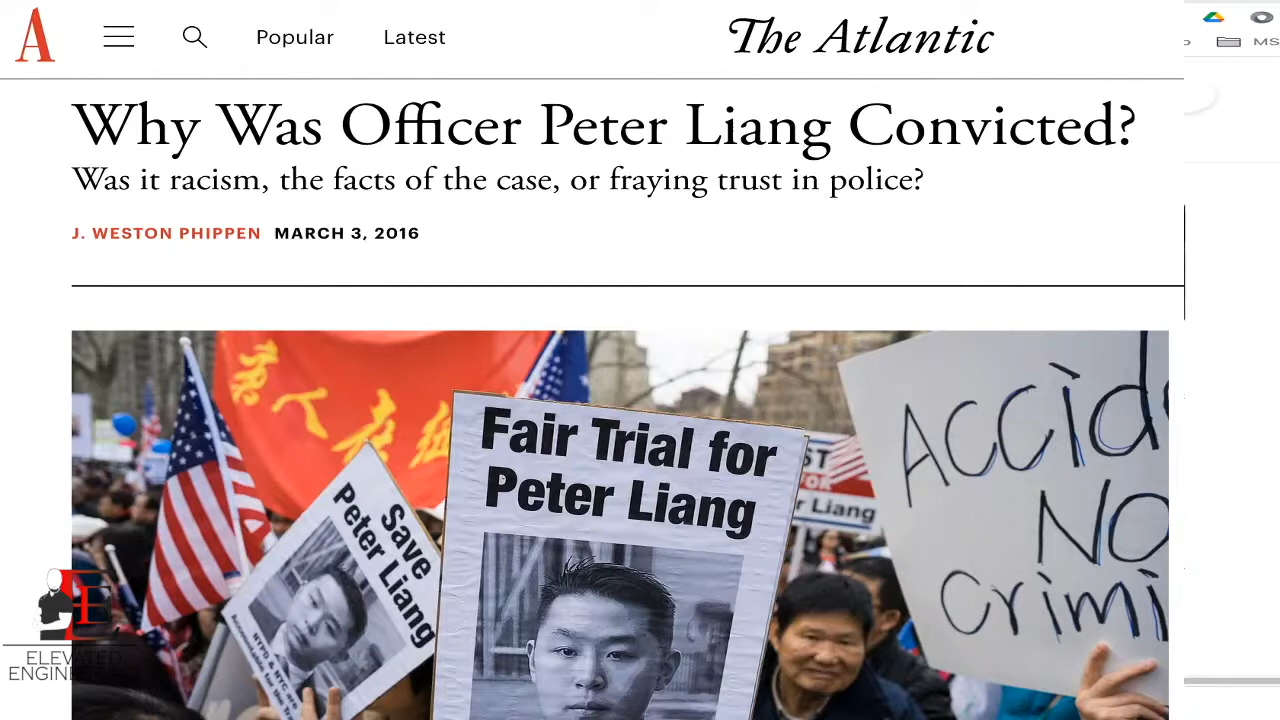 A
Popular Latest
The Atlantic
MS
Why Was Officer Peter Liang Convicted?
Was it racism, the facts of the case, or fraying trust in police?
J. WESTON PHIPPEN MARCH 3, 2016
Save
Peter Liang
Fair Trial for
Peter Liang
Liang
Accid
NO
Crimi
E
ELEVATED